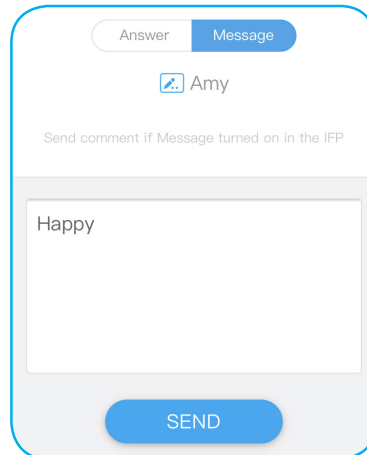 Answer Message
Amy
Send comment if Message turned on in the IFP
Happy
SEND